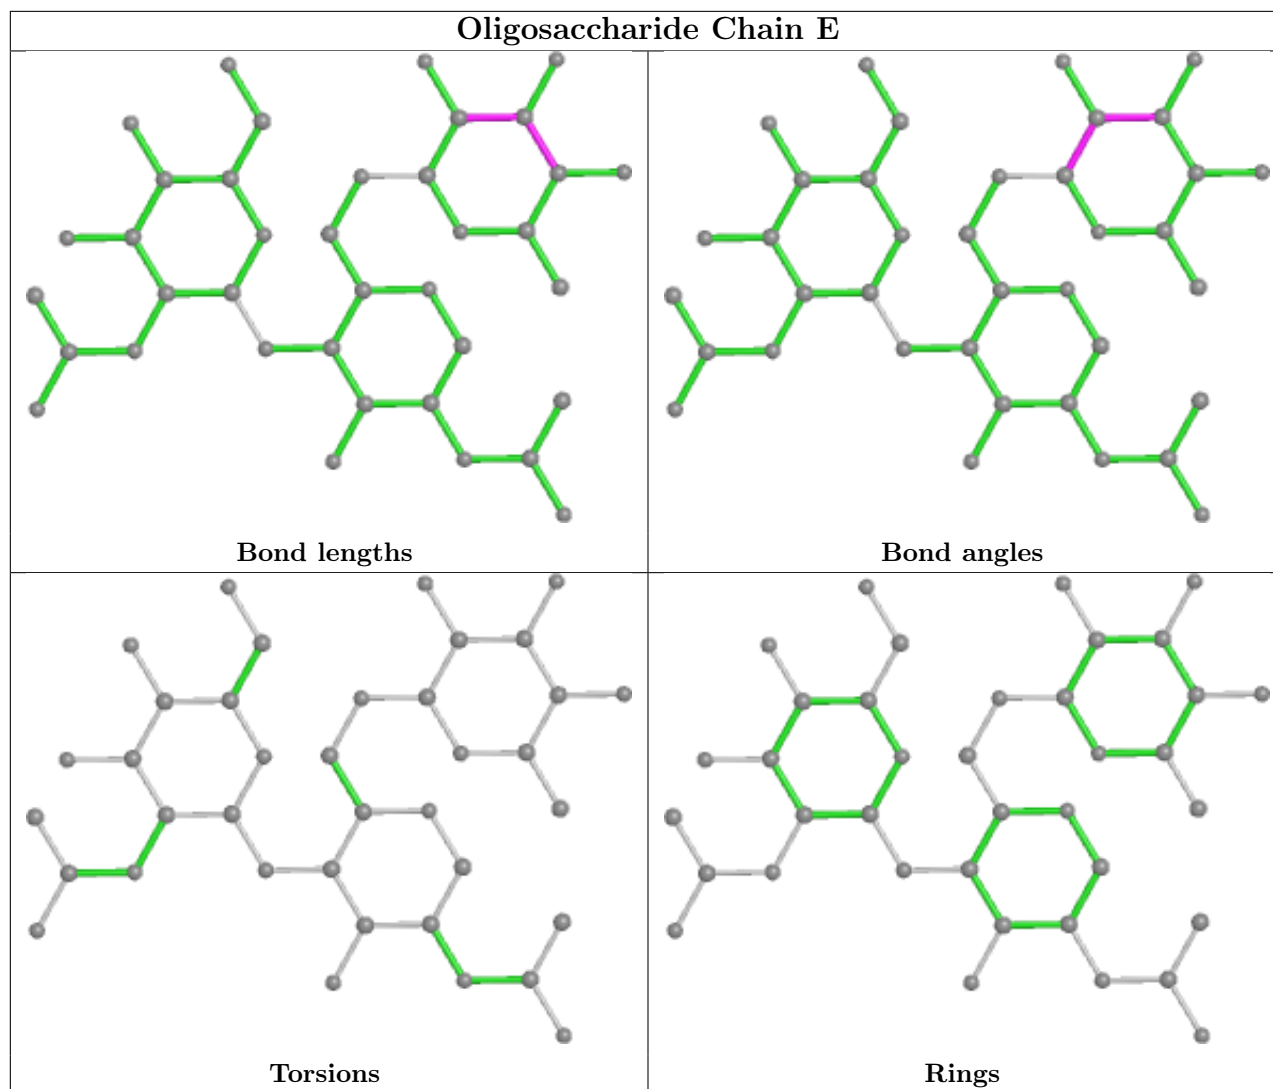 Oligosaccharide Chain E
Bond lengths
Bond angles
Torsions
Rings